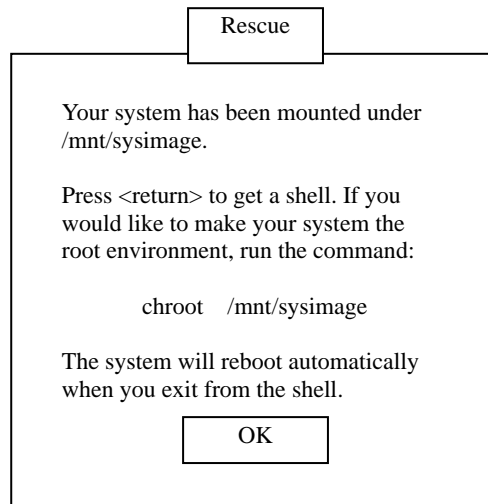 Rescue
Your system has been mounted under
/mnt/sysimage.
Press <return> to get a shell. If you
would like to make your system the
root environment, run the command:
chroot /mnt/sysimage
The system will reboot automatically
when you exit from the shell.
OK